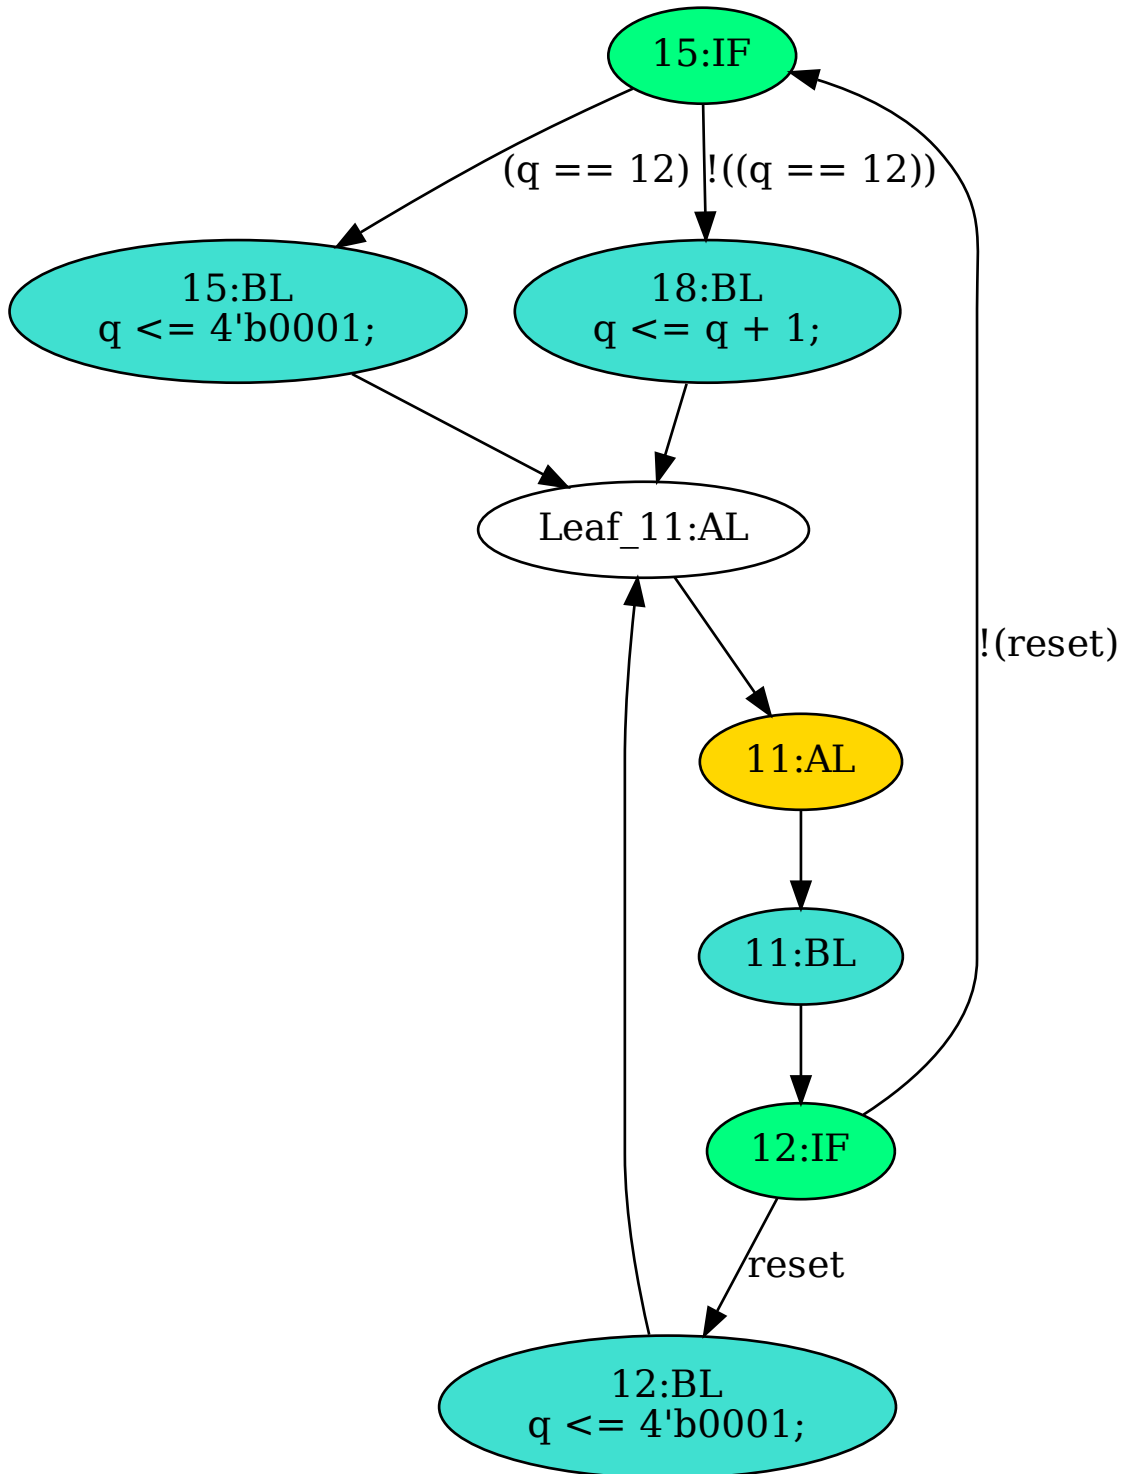 15:IF
(q == 12)
!((q == 12))
15:BL
q <= 4'b0001;
18:BL
q <= q + 1;
Leaf_11:AL
!(reset)
11:AL
11:BL
12:IF
reset
12:BL
q <= 4'b0001;